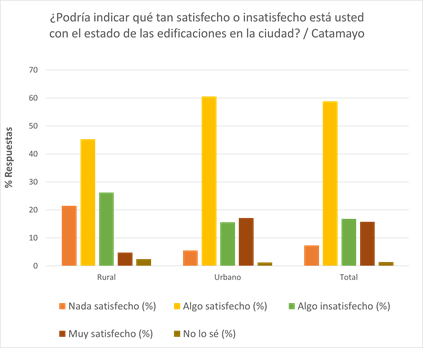 ¿Podría indicar qué tan satisfecho o insatisfecho está usted
con el estado de las edificaciones en la ciudad? / Catamayo
70
60
50
40
30
20
10
0
% Respuestas
Rural Urbano Total
Nada satisfecho (%) Algo satisfecho (%) Algo insatisfecho (%)
Muy satisfecho (%) No lo sé (%)